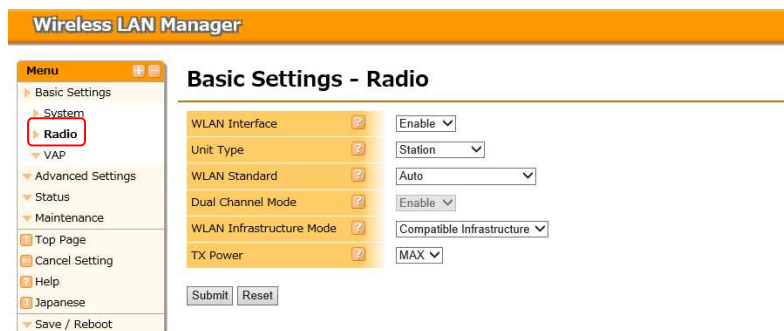 Wireless LAN Manager
Menu
Basic Settings
System
Radio
VAP
Advanced Settings
Status
Maintenance
Top Page
Cancel Setting
Help
Japanese
Save / Reboot
Basic Settings - Radio
WLAN Interface ? Enable
Unit Type ? Station
WLAN Standard ? Auto
Dual Channel Mode ? Enable
WLAN Infrastructure Mode ? Compatible Infrastructure
TX Power ? MAX
Submit Reset